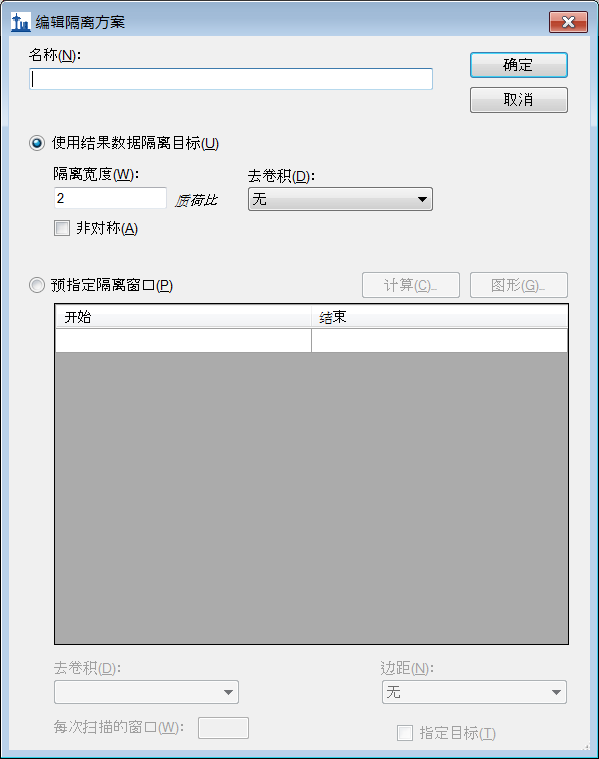 编辑隔离方案
名称(N):
确定
取消
使用结果数据隔离目标(U)
隔离宽度(W): 去卷积(D):
2 质荷比 无
非对称(A)
预指定隔离窗口(P) 计算(C)... 图形(G)...
开始 结束
去卷积(D): 边距(N):
无
每次扫描的窗口(W):
指定目标(T)